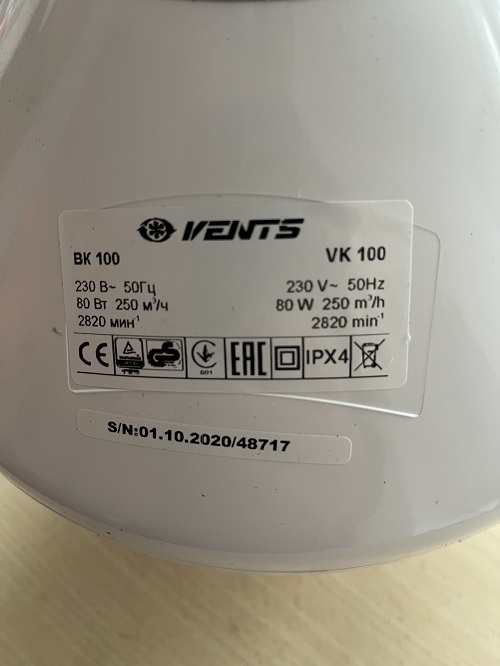 VENTS
ВК 100
VK 100
230 В~ 50Гц
230 V~ 50Hz
80 Вт 250 м³/ч
80 W 250 m³/h
2820 мин⁻¹
2820 min⁻¹
CE
001
EAC
IPX4
S/N:01.10.2020/48717